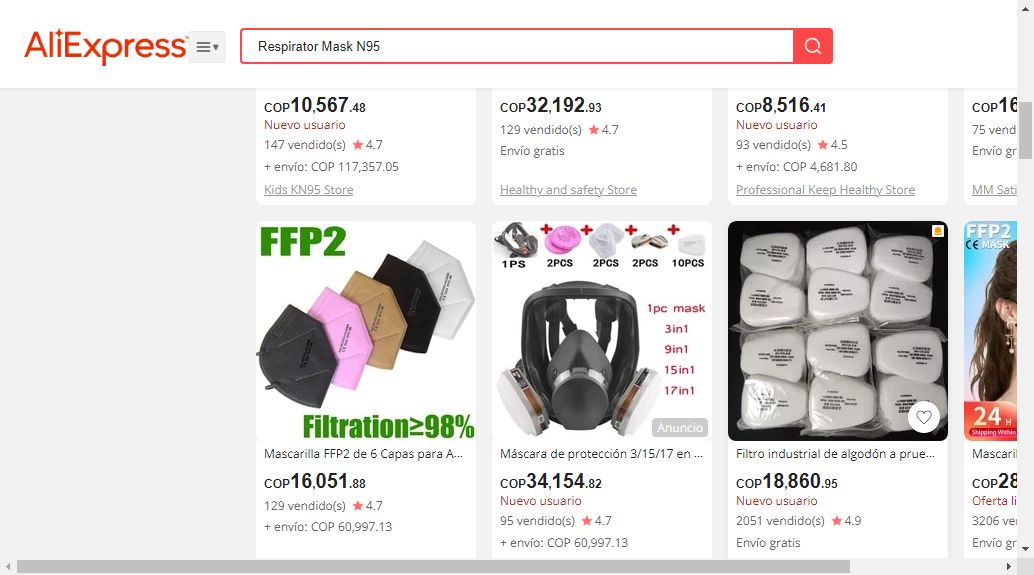 AliExpress
Respirator Mask N95
COP10,567.48
Nuevo usuario
147 vendido(s) ★ 4.7
+ envío: COP 117,357.05
Kids KN95 Store
COP32,192.93
129 vendido(s) ★ 4.7
Envío gratis
Healthy and safety Store
COP8,516.41
Nuevo usuario
93 vendido(s) ★ 4.5
+ envío: COP 4,681.80
Professional Keep Healthy Store
COP16
75 vend
Envío gr
MM Sati
FFP2
Filtration≥98%
Mascarilla FFP2 de 6 Capas para A...
COP16,051.88
129 vendido(s) ★ 4.7
+ envío: COP 60,997.13
1PS 2PCS 2PCS 2PCS 10PCS
1pc mask
3in1
9in1
15in1
17in1
Anuncio
Máscara de protección 3/15/17 en ...
COP34,154.82
Nuevo usuario
95 vendido(s) ★ 4.7
+ envío: COP 60,997.13
Filtro industrial de algodón a prue...
COP18,860.95
Nuevo usuario
2051 vendido(s) ★ 4.9
Envío gratis
FFP2
CE MASK
24H
Shipping Within
Mascaril
COP28
Oferta li
3206 ve
Envío gr